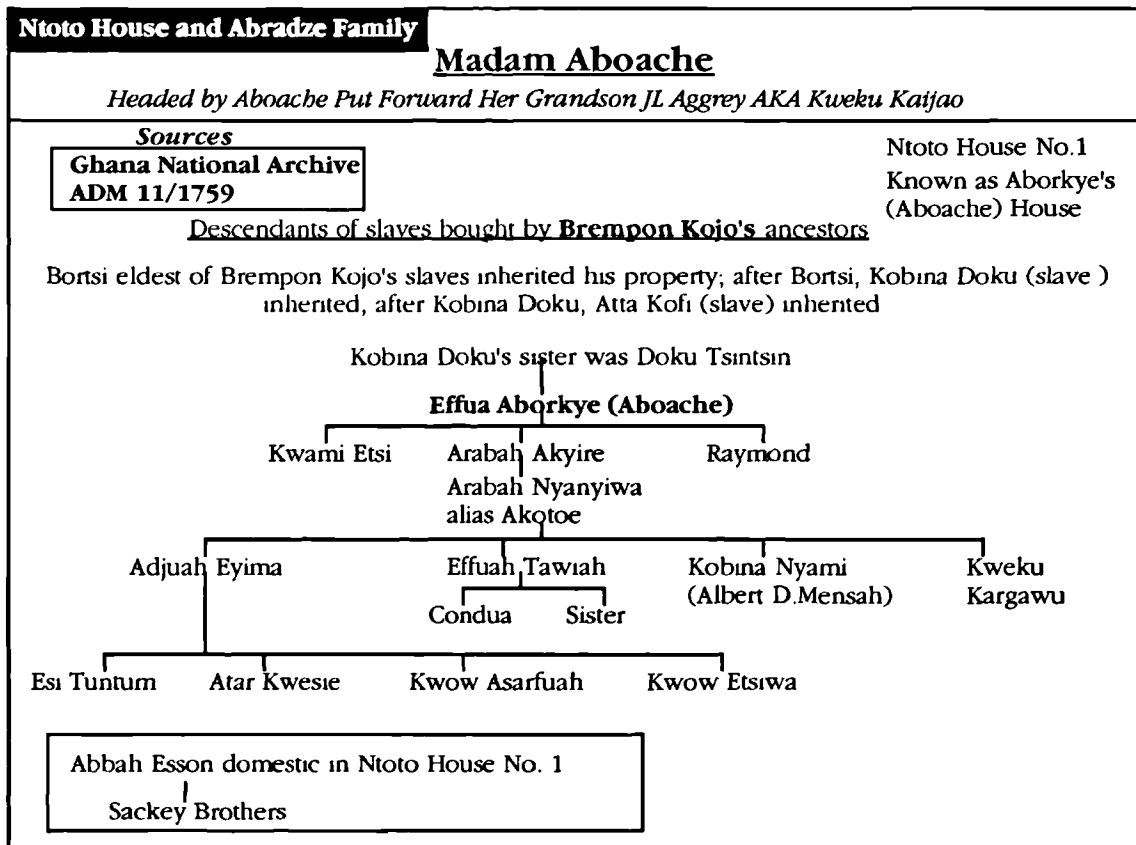 Ntoto House and Abradze Family
Madam Aboache
Headed by Aboache Put Forward Her Grandson JL Aggrey AKA Kweku Kaijao
Sources
Ghana National Archive
ADM 11/1759
Ntoto House No.1
Known as Aborkye's
(Aboache) House
Descendants of slaves bought by Brempon Kojo's ancestors
Bortsi eldest of Brempon Kojo's slaves inherited his property; after Bortsi, Kobina Doku (slave )
inherited, after Kobina Doku, Atta Kofi (slave) inherited
Kobina Doku's sister was Doku Tsintsin
Effua Aborkye (Aboache)
Kwami Etsi Arabah Akyire Raymond
Arabah Nyanyiwa
alias Akotoe
Adjuah Eyima Effuah Tawiah Kobina Nyami Kweku
(Albert D.Mensah) Kargawu
Condua Sister
Esi Tuntum Atar Kwesie Kwow Asarfuah Kwow Etsiwa
Abbah Esson domestic in Ntoto House No. 1
Sackey Brothers